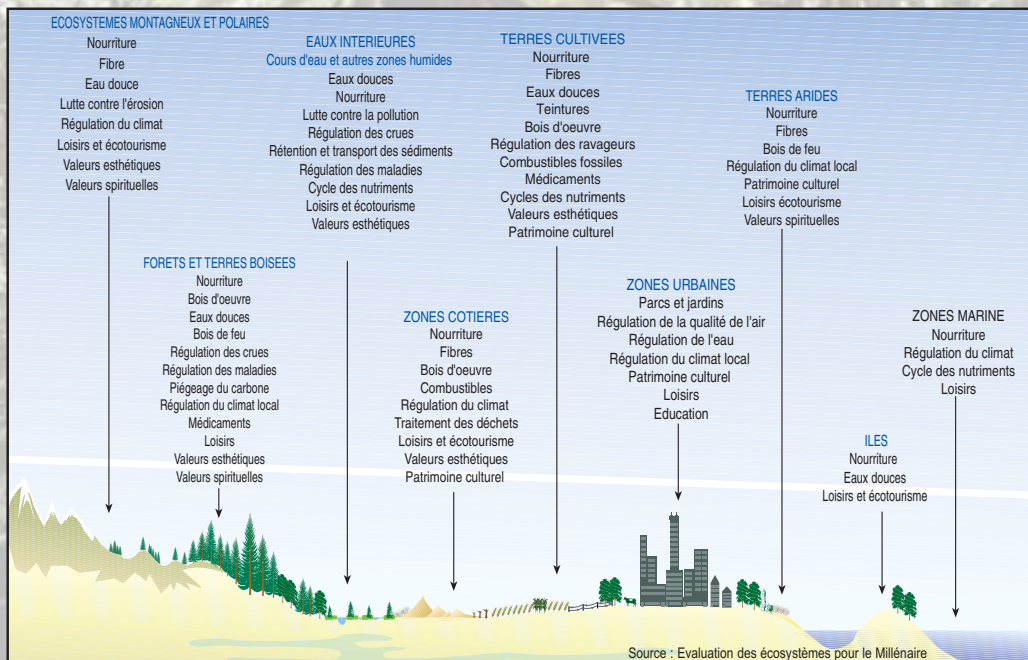 ECOSYSTEMES MONTAGNEUX ET POLAIRES
Nourriture
Fibre
Eau douce
Lutte contre l'érosion
Régulation du climat
Loisirs et écotourisme
Valeurs esthétiques
Valeurs spirituelles
EAUX INTERIEURES
Cours d'eau et autres zones humides
Eaux douces
Nourriture
Lutte contre la pollution
Régulation des crues
Rétention et transport des sédiments
Régulation des maladies
Cycle des nutriments
Loisirs et écotourisme
Valeurs esthétiques
TERRES CULTIVEES
Nourriture
Fibres
Eaux douces
Teintures
Bois d'oeuvre
Régulation des ravageurs
Combustibles fossiles
Médicaments
Cycles des nutriments
Valeurs esthétiques
Patrimoine culturel
TERRES ARIDES
Nourriture
Fibres
Bois de feu
Régulation du climat local
Patrimoine culturel
Loisirs écotourisme
Valeurs spirituelles
FORETS ET TERRES BOISEES
Nourriture
Bois d'oeuvre
Eaux douces
Bois de feu
Régulation des crues
Régulation des maladies
Piégeage du carbone
Régulation du climat local
Médicaments
Loisirs
Valeurs esthétiques
Valeurs spirituelles
ZONES COTIERES
Nourriture
Fibres
Bois d'oeuvre
Combustibles
Régulation du climat
Traitement des déchets
Loisirs et écotourisme
Valeurs esthétiques
Patrimoine culturel
ZONES URBAINES
Parcs et jardins
Régulation de la qualité de l'air
Régulation de l'eau
Régulation du climat local
Patrimoine culturel
Loisirs
Education
ZONES MARINE
Nourriture
Régulation du climat
Cycle des nutriments
Loisirs
ILES
Nourriture
Eaux douces
Loisirs et écotourisme
Source : Evaluation des écosystèmes pour le Millénaire